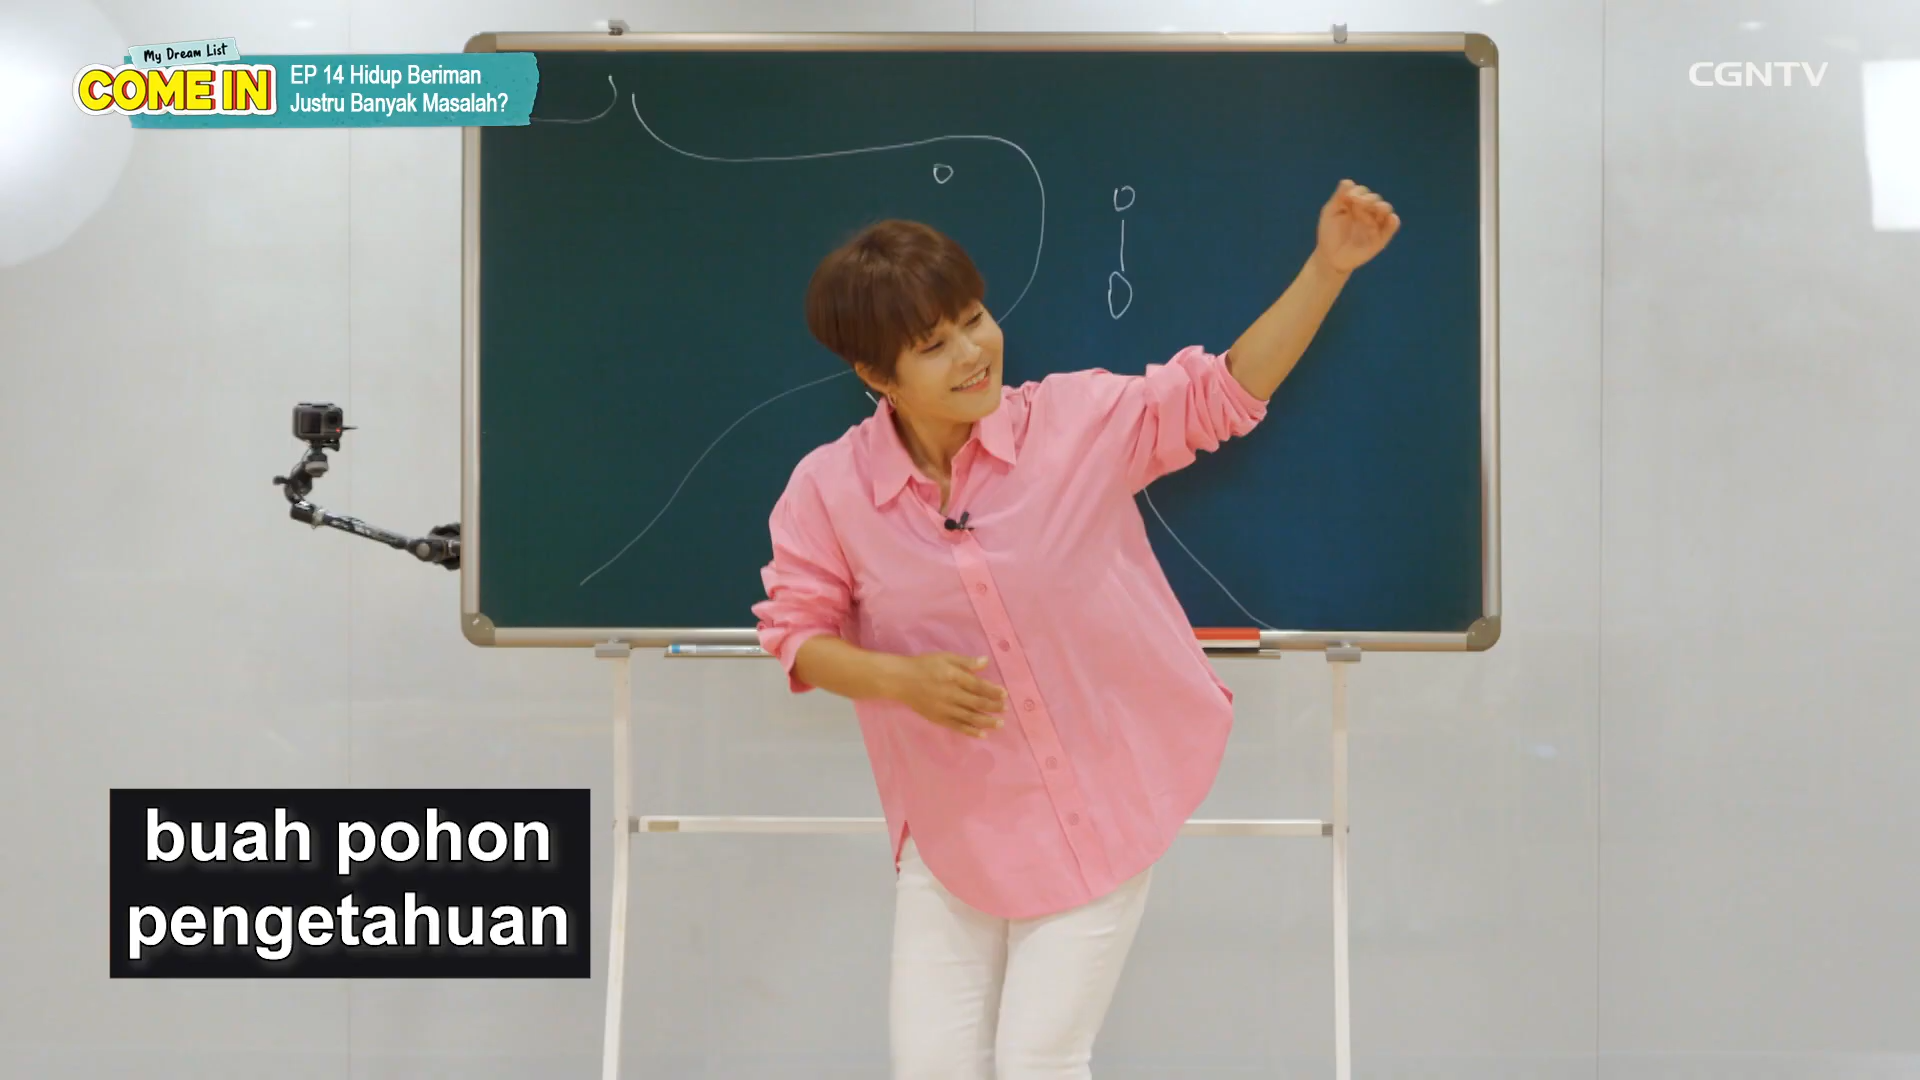 My Dream List
COME IN
EP 14 Hidup Beriman
Justru Banyak Masalah?
CGNTV
buah pohon
pengetahuan